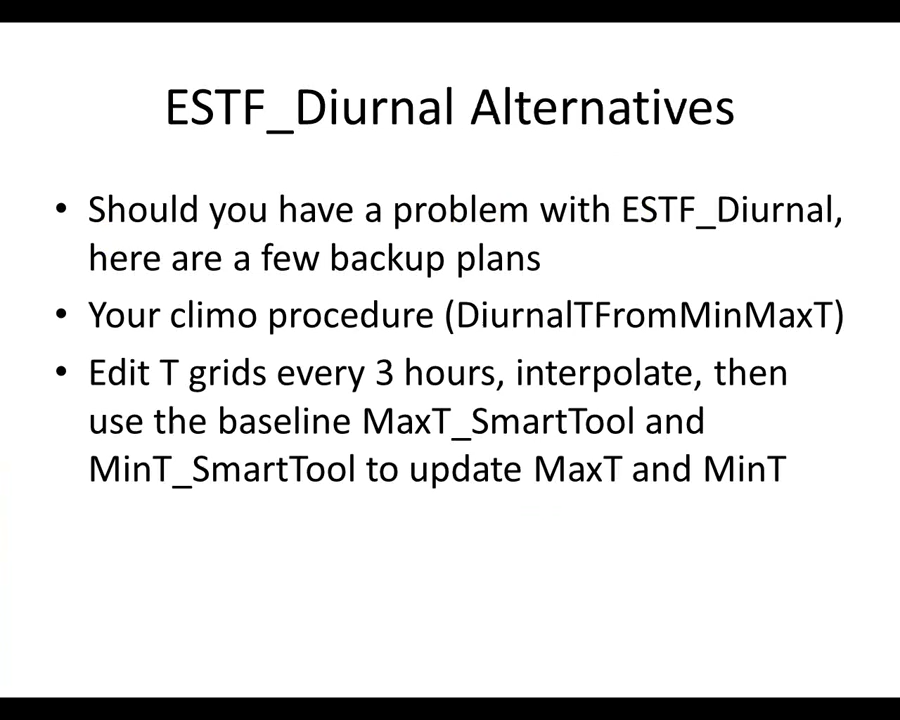 ESTF_Diurnal Alternatives
• Should you have a problem with ESTF_Diurnal,
here are a few backup plans
• Your climo procedure (DiurnalTFromMinMaxT)
• Edit T grids every 3 hours, interpolate, then
use the baseline MaxT_SmartTool and
MinT_SmartTool to update MaxT and MinT